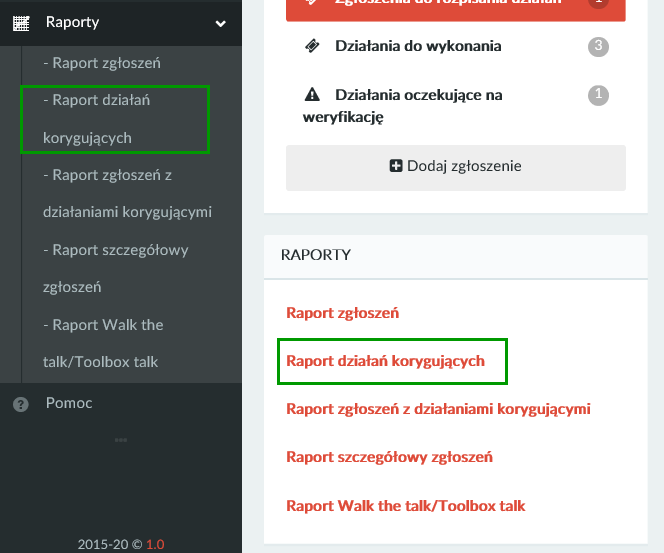 Raporty
- Raport zgłoszeń
- Raport działań
korygujących
- Raport zgłoszeń z
działaniami korygującymi
- Raport szczegółowy
zgłoszeń
- Raport Walk the
talk/Toolbox talk
Pomoc
2015-20 © 1.0
Zgłoszenia do rozpisania działań 1
Działania do wykonania 3
Działania oczekujące na 1
weryfikację
Dodaj zgłoszenie
RAPORTY
Raport zgłoszeń
Raport działań korygujących
Raport zgłoszeń z działaniami korygującymi
Raport szczegółowy zgłoszeń
Raport Walk the talk/Toolbox talk